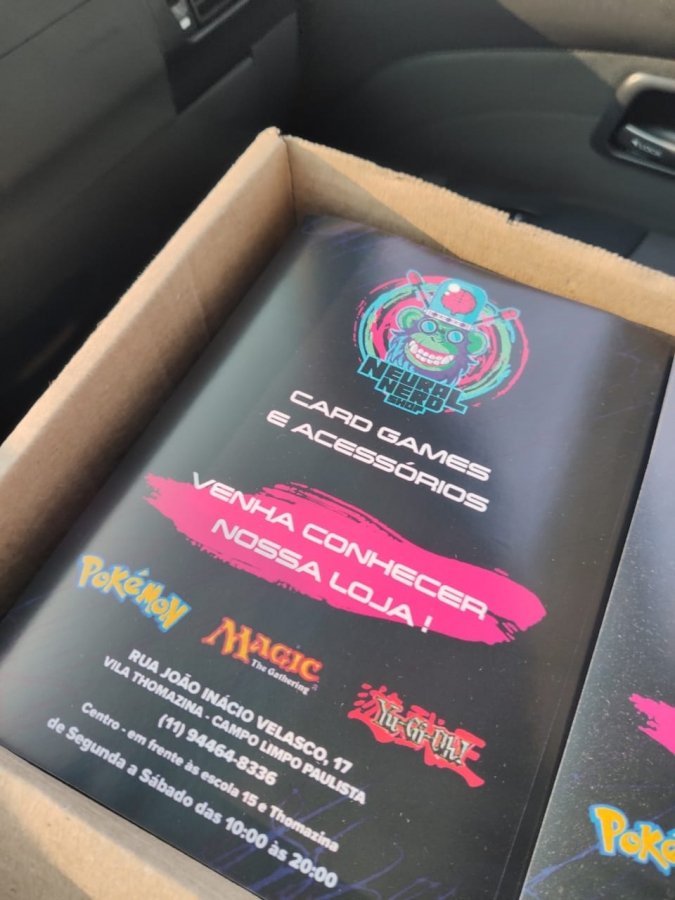 LOCK
NEURAL
NERD
SHOP
CARD GAMES
E ACESSÓRIOS
VENHA CONHECER
NOSSA LOJA!
POKéMON
MAGIC
The Gathering
YU-GI-OH!
RUA JOÃO INÁCIO VELASCO, 17
VILA THOMAZINA - CAMPO LIMPO PAULISTA
(11) 94464-8336
Centro - em frente às escola 15 e Thomazina
de Segunda a Sábado das 10:00 às 20:00
POKé